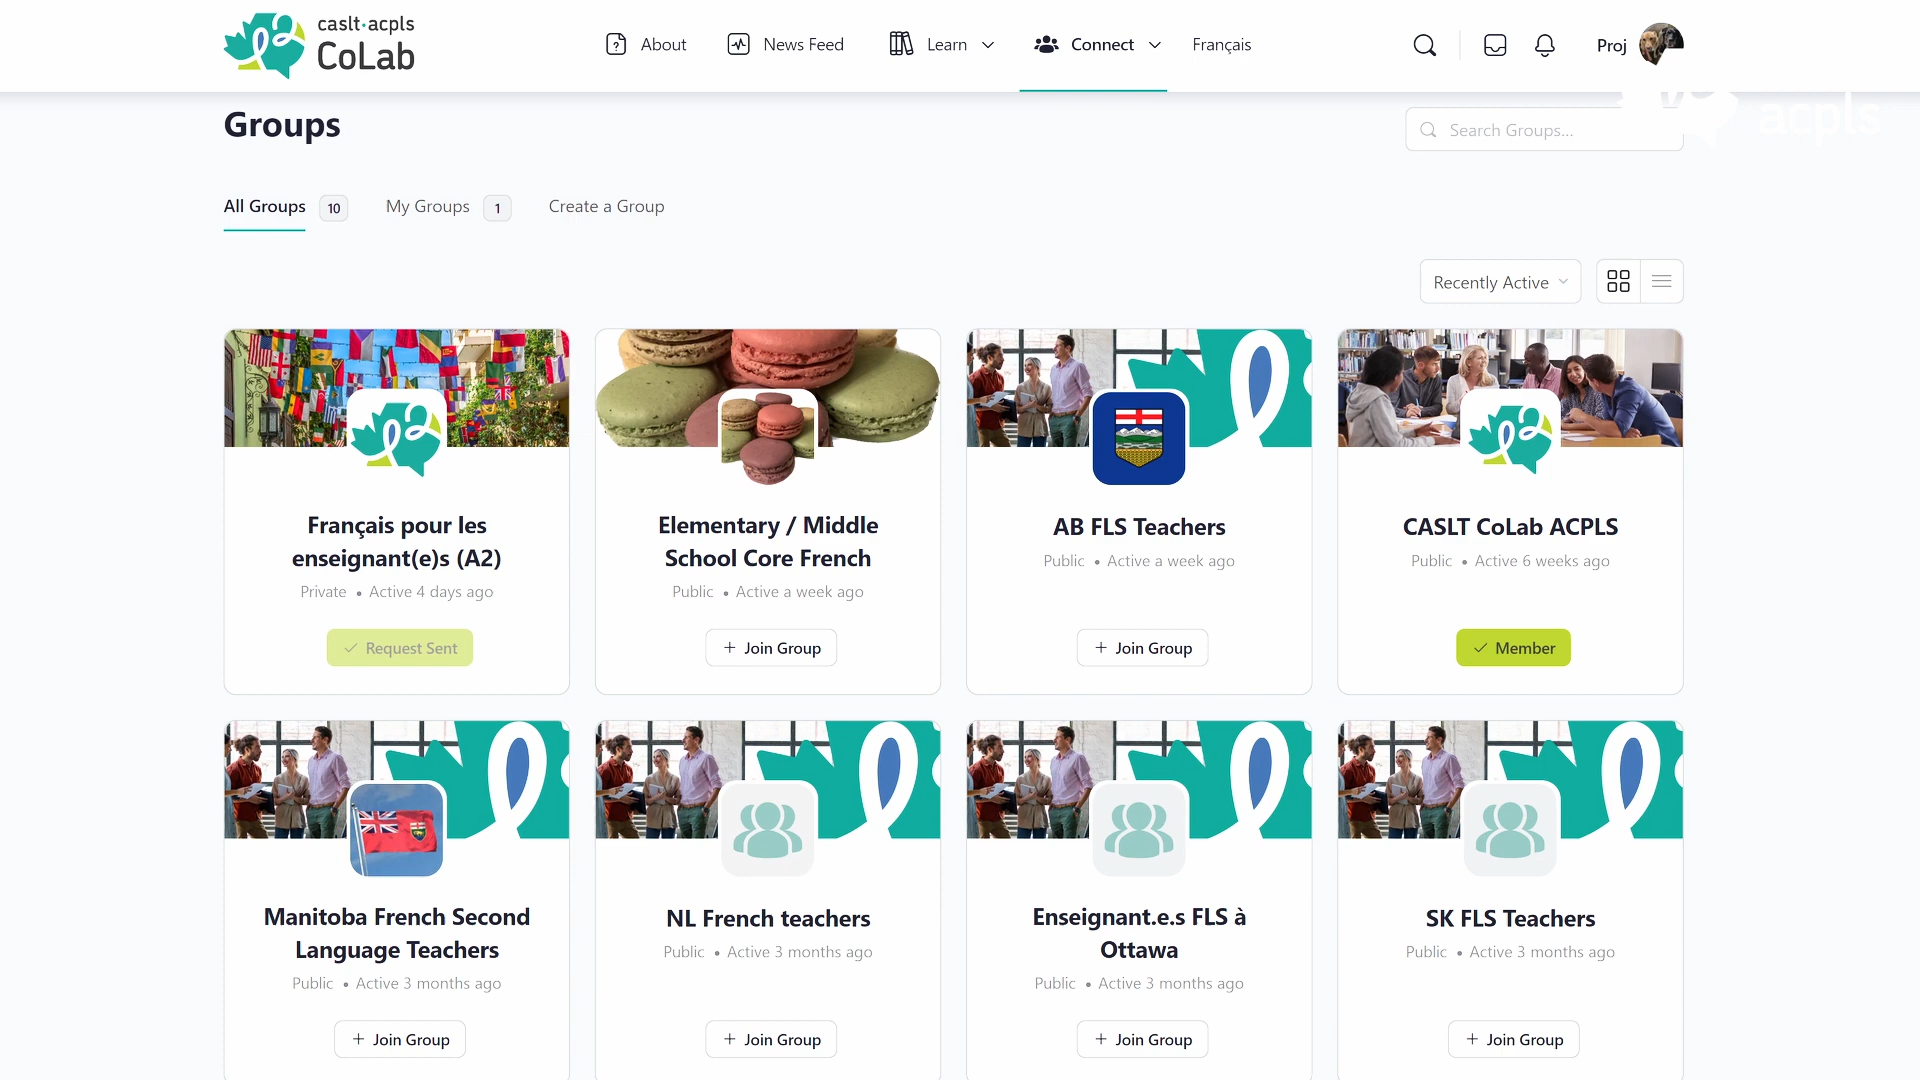 caslt·acpls
CoLab
About
News Feed
Learn
Connect
Français
Proj
acpls
Groups
Search Groups...
All Groups 10
My Groups 1
Create a Group
Recently Active
Français pour les
enseignant(e)s (A2)
Private • Active 4 days ago
Request Sent
Elementary / Middle
School Core French
Public • Active a week ago
+ Join Group
AB FLS Teachers
Public • Active a week ago
+ Join Group
CASLT CoLab ACPLS
Public • Active 6 weeks ago
Member
Manitoba French Second
Language Teachers
Public • Active 3 months ago
+ Join Group
NL French teachers
Public • Active 3 months ago
+ Join Group
Enseignant.e.s FLS à
Ottawa
Public • Active 3 months ago
+ Join Group
SK FLS Teachers
Public • Active 3 months ago
+ Join Group